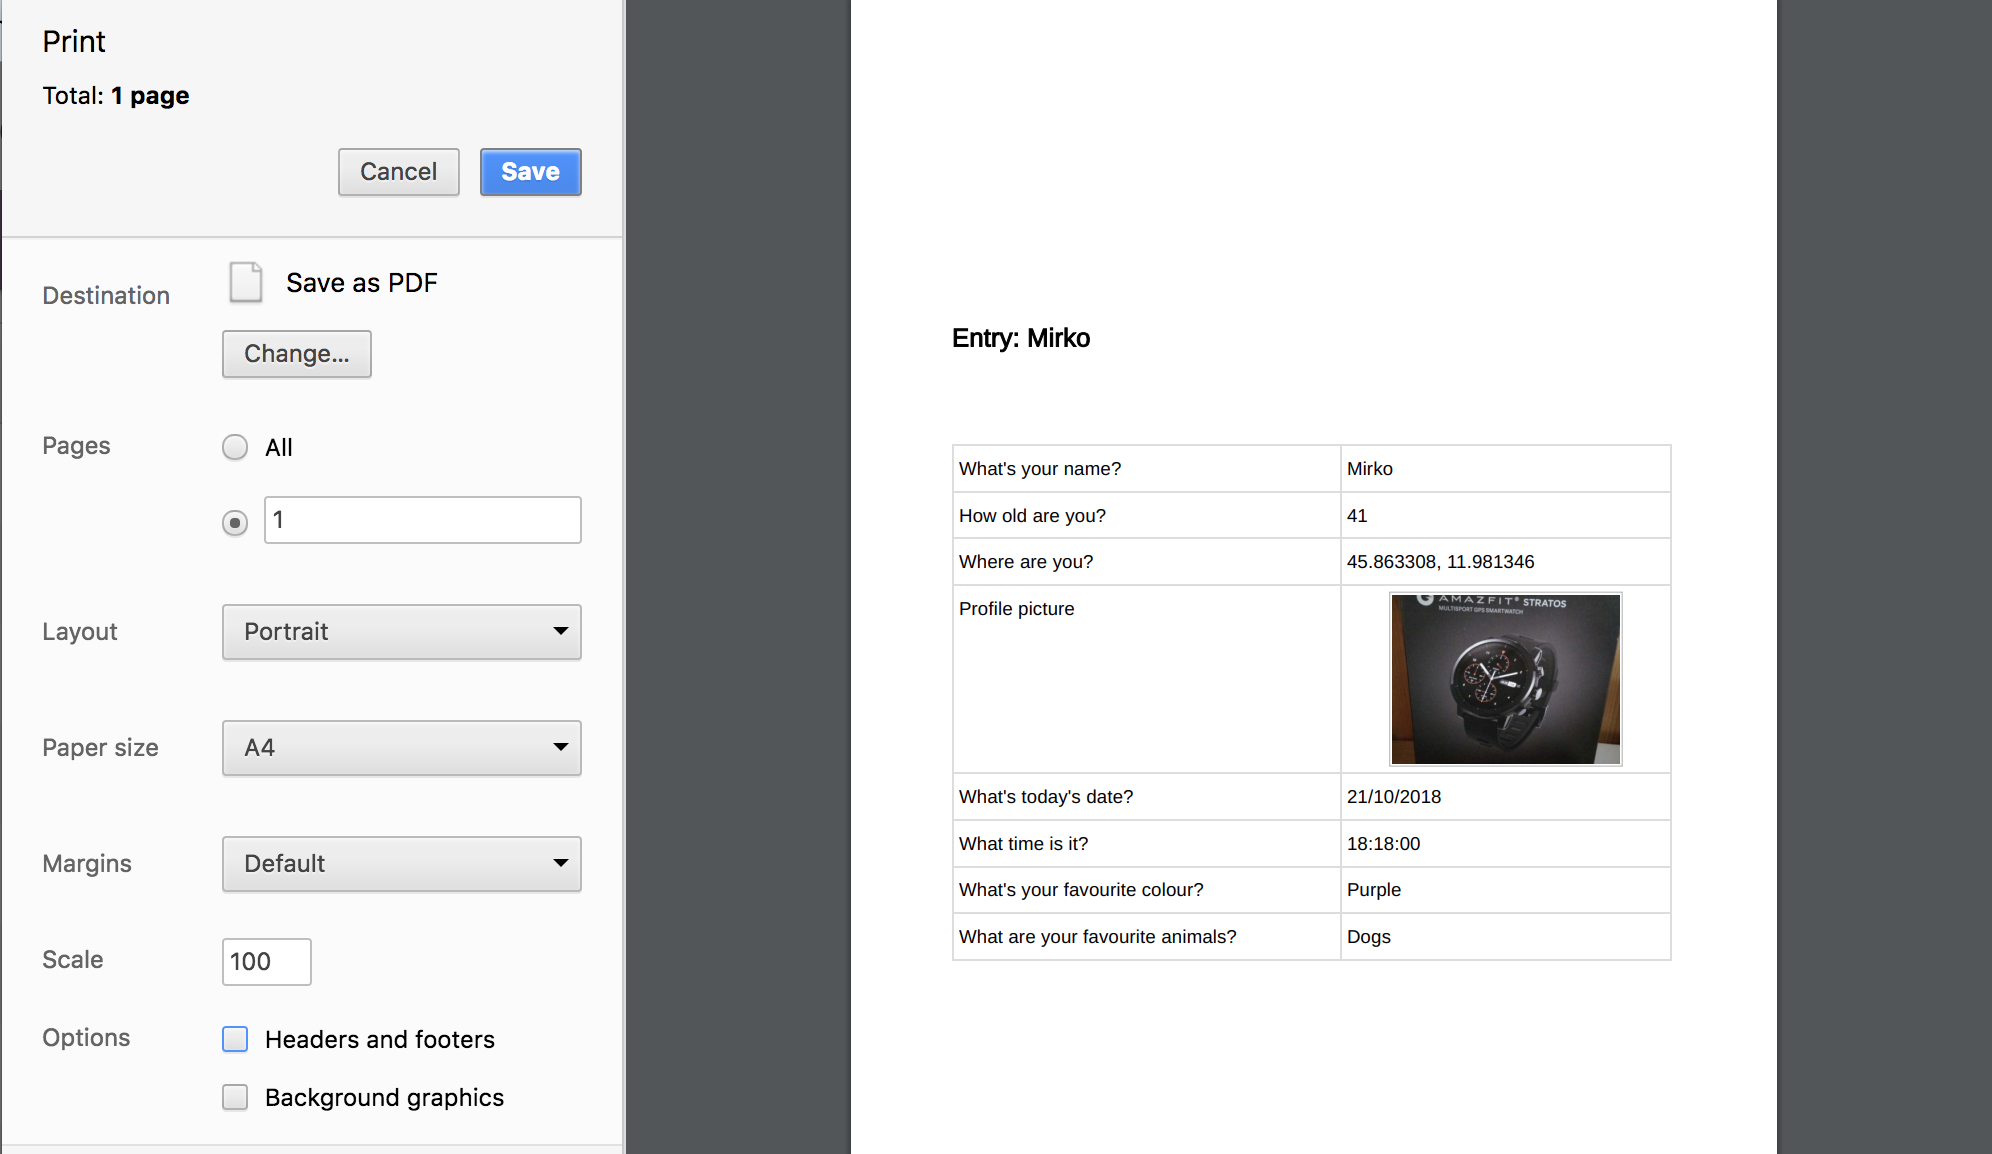 Print
Total: 1 page
Cancel Save
Destination Save as PDF
Change...
Pages All
1
Layout Portrait
Paper size A4
Margins Default
Scale 100
Options Headers and footers
Background graphics
Entry: Mirko
What's your name? Mirko
How old are you? 41
Where are you? 45.863308, 11.981346
Profile picture
AMAZFIT® STRATOS
MULTISPORT GPS SMARTWATCH
What's today's date? 21/10/2018
What time is it? 18:18:00
What's your favourite colour? Purple
What are your favourite animals? Dogs